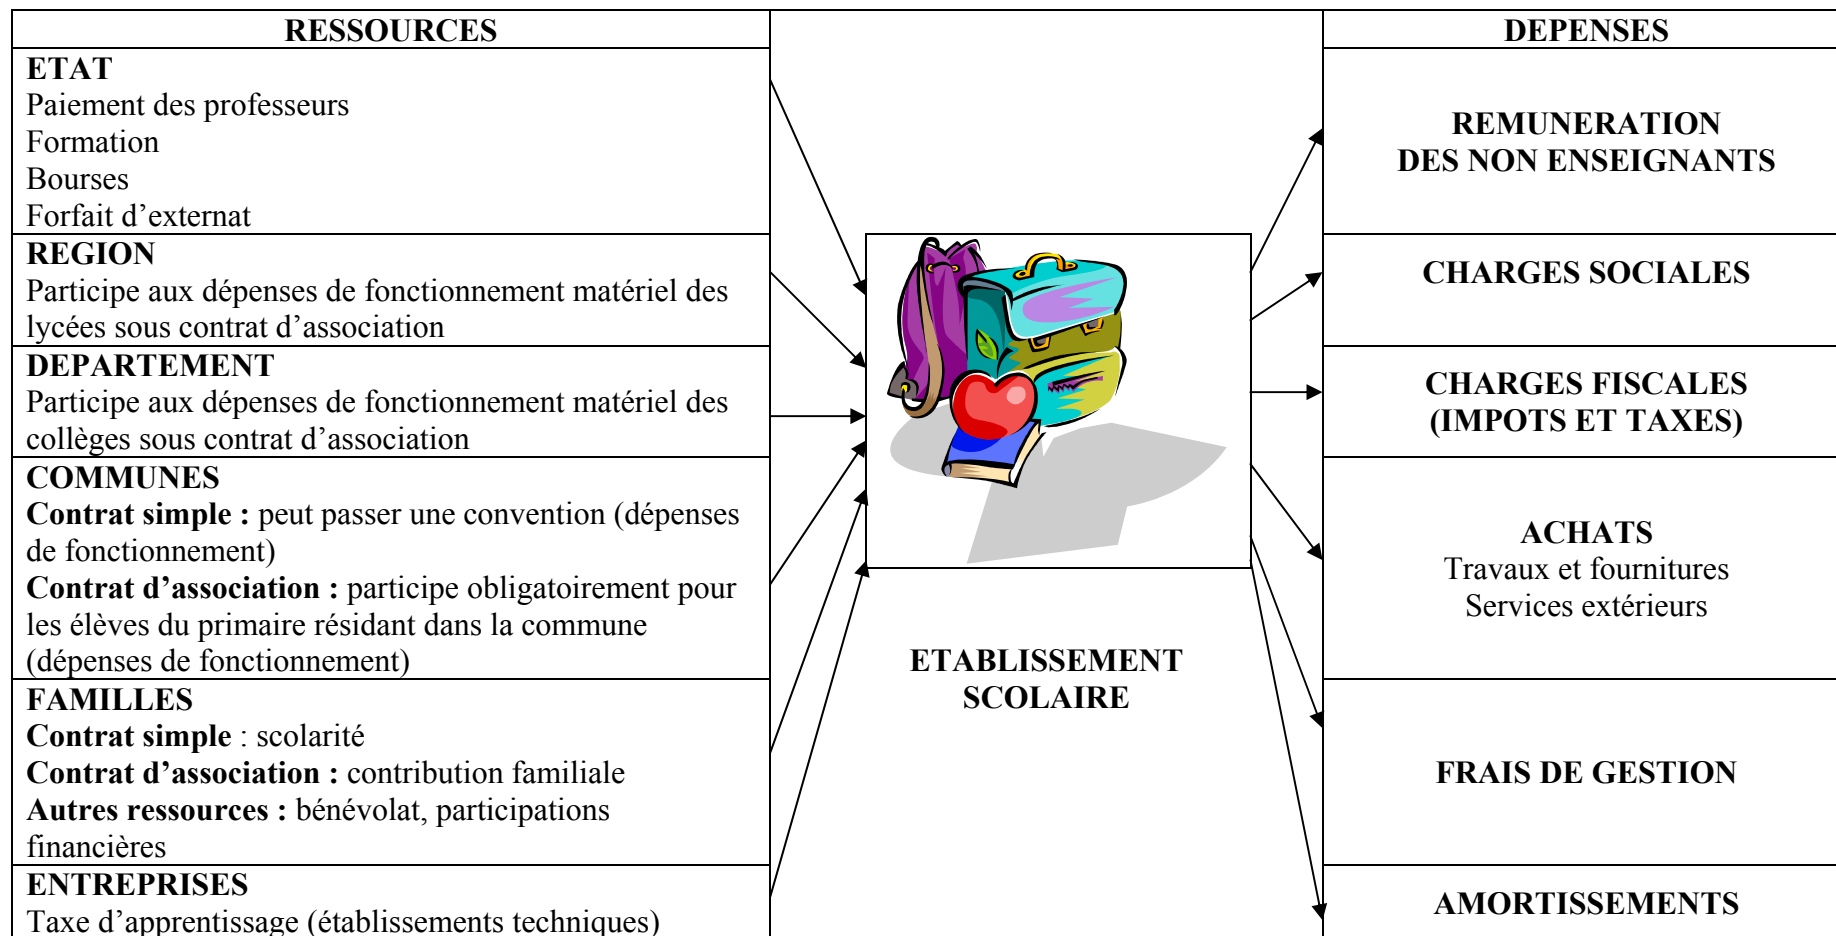 RESSOURCES
ETAT
Paiement des professeurs
Formation
Bourses
Forfait d’externat
REGION
Participe aux dépenses de fonctionnement matériel des
lycées sous contrat d’association
DEPARTEMENT
Participe aux dépenses de fonctionnement matériel des
collèges sous contrat d’association
COMMUNES
Contrat simple : peut passer une convention (dépenses
de fonctionnement)
Contrat d’association : participe obligatoirement pour
les élèves du primaire résidant dans la commune
(dépenses de fonctionnement)
FAMILLES
Contrat simple : scolarité
Contrat d’association : contribution familiale
Autres ressources : bénévolat, participations
financières
ENTREPRISES
Taxe d’apprentissage (établissements techniques)
ETABLISSEMENT
SCOLAIRE
DEPENSES
REMUNERATION
DES NON ENSEIGNANTS
CHARGES SOCIALES
CHARGES FISCALES
(IMPOTS ET TAXES)
ACHATS
Travaux et fournitures
Services extérieurs
FRAIS DE GESTION
AMORTISSEMENTS